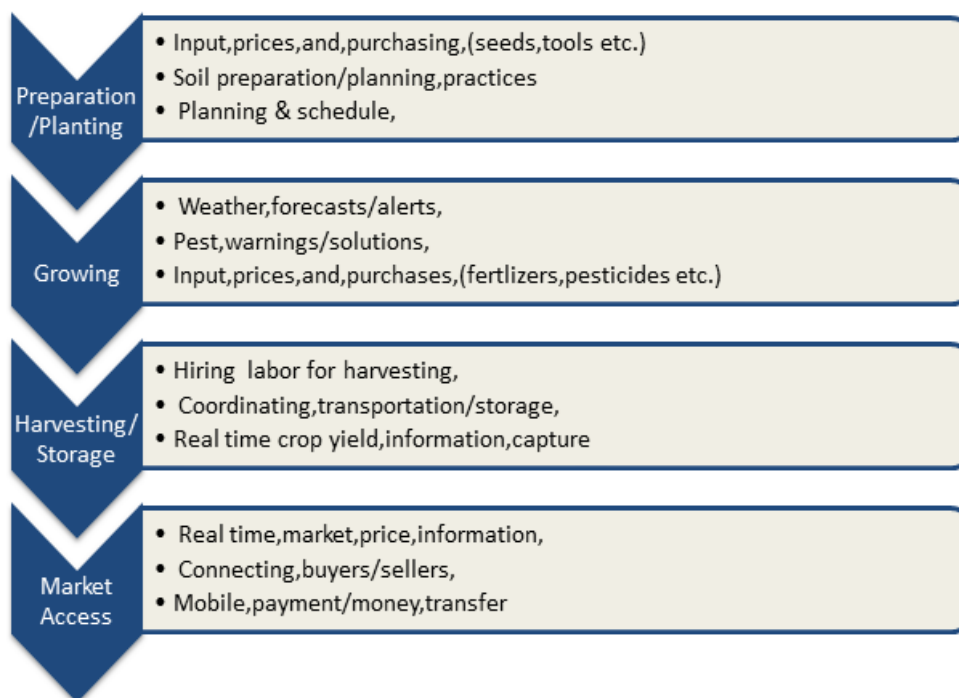 Preparation
/Planting
• Input,prices,and,purchasing,(seeds,tools etc.)
• Soil preparation/planning,practices
• Planning & schedule,
Growing
• Weather,forecasts/alerts,
• Pest,warnings/solutions,
• Input,prices,and,purchases,(fertlizers,pesticides etc.)
Harvesting/
Storage
• Hiring labor for harvesting,
• Coordinating,transportation/storage,
• Real time crop yield,information,capture
Market
Access
• Real time,market,price,information,
• Connecting,buyers/sellers,
• Mobile,payment/money,transfer